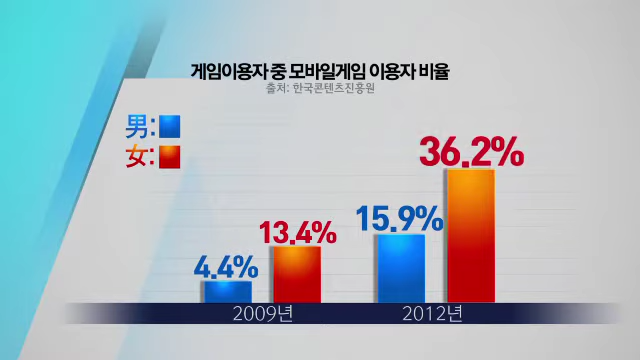 게임이용자 중 모바일게임 이용자 비율
출처: 한국콘텐츠진흥원
男:
女:
4.4%
13.4%
15.9%
36.2%
2009년
2012년